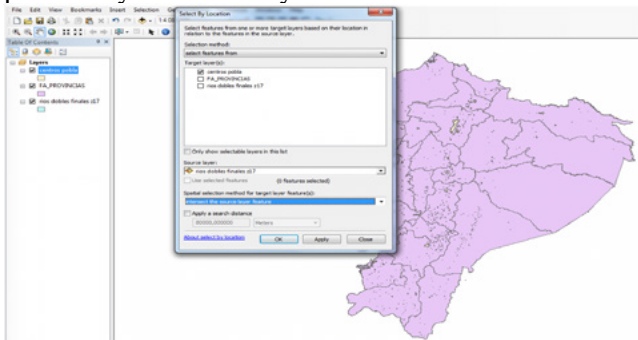 File Edit View Bookmarks Insert Selection
Table Of Contents
Layers
centros pobla
FA_PROVINCIAS
rios dobles finales z17
Select By Location
Select features from one or more target layers based on their location in
relation to the features in the source layer.
Selection method:
select features from
Target layer(s):
centros pobla
FA_PROVINCIAS
rios dobles finales z17
Only show selectable layers in this list
Source layer:
rios dobles finales z17
Use selected features
(0 features selected)
Spatial selection method for target layer feature(s):
intersect the source layer feature
Apply a search distance
Meters
About select by location
OK
Apply
Close